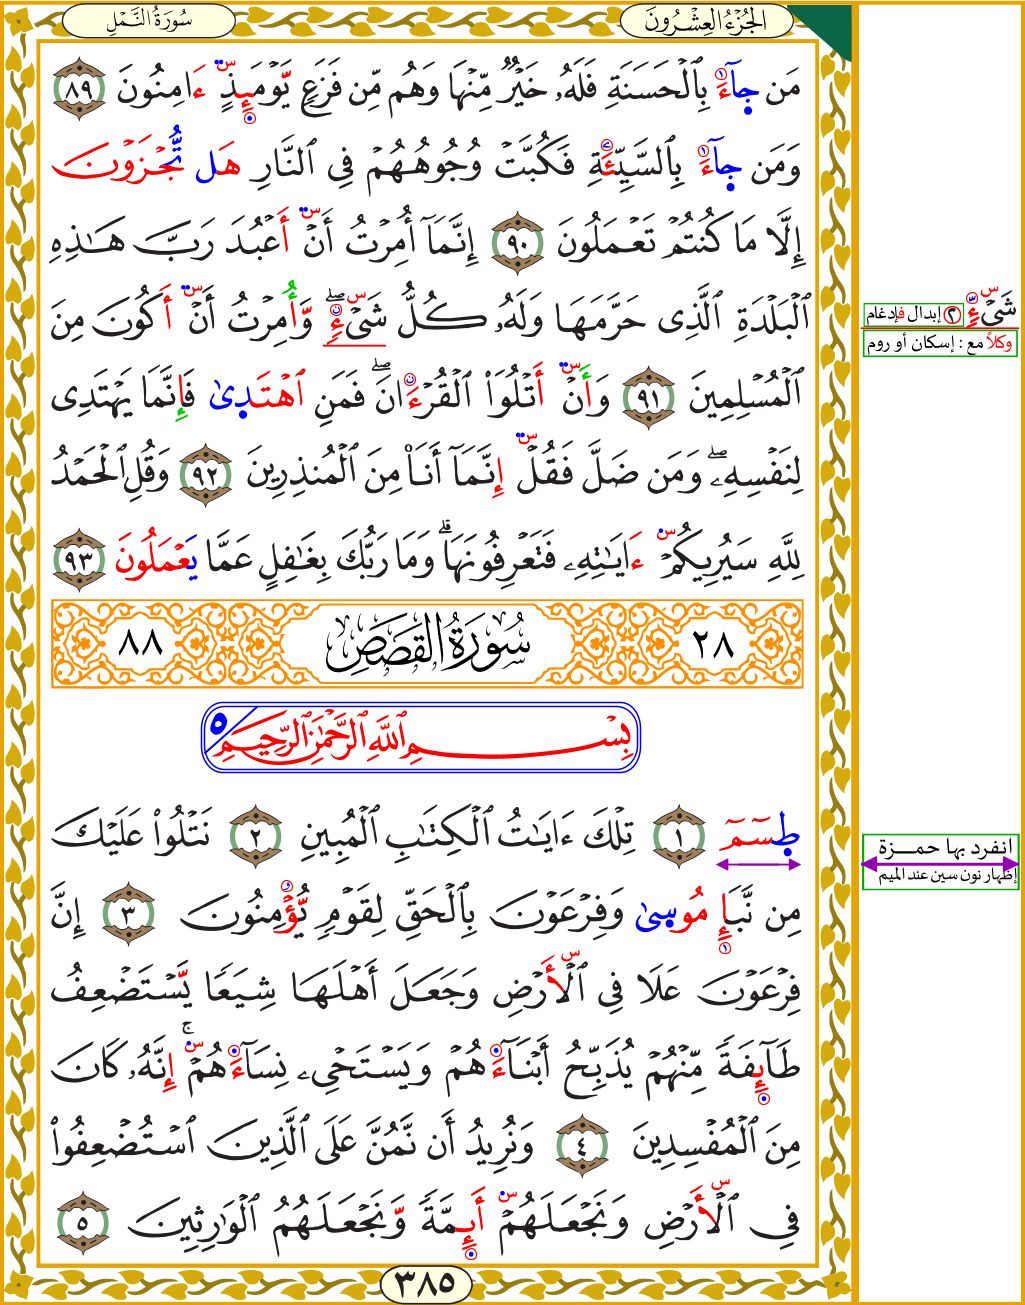 الجُزْءُ العِشْرُونَ
سُورَةُ النَّمْلِ
مَن جَآءَ بِٱلْحَسَنَةِ فَلَهُۥ خَيْرٌ مِّنْهَا وَهُم مِّن فَزَعٍ يَوْمَئِذٍ ءَامِنُونَ ٨٩
وَمَن جَآءَ بِٱلسَّيِّئَةِ فَكُبَّتْ وُجُوهُهُمْ فِى ٱلنَّارِ هَل تُّجْزَوْنَ
إِلَّا مَا كُنتُمْ تَعْمَلُونَ ٩٠ إِنَّمَآ أُمِرْتُ أَنْ أَعْبُدَ رَبَّ هَٰذِهِ
ٱلْبَلْدَةِ ٱلَّذِى حَرَّمَهَا وَلَهُۥ كُلُّ شَىْءٍۖ وَّأُمِرْتُ أَنْ أَكُونَ مِنَ
ٱلْمُسْلِمِينَ ٩١ وَأَنْ أَتْلُوَا۟ ٱلْقُرْءَانَۖ فَمَنِ ٱهْتَدِىٰ فَإِنَّمَا يَهْتَدِى
لِنَفْسِهِۦۖ وَمَن ضَلَّ فَقُلْ إِنَّمَآ أَنَا۠ مِنَ ٱلْمُنذِرِينَ ٩٢ وَقُلِ ٱلْحَمْدُ
لِلَّهِ سَيُرِيكُمْ ءَايَٰتِهِۦ فَتَعْرِفُونَهَاۚ وَمَا رَبُّكَ بِغَٰفِلٍ عَمَّا يَعْمَلُونَ ٩٣
٢٨ سُورَةُ القَصَصِ ٨٨
بِسْمِ ٱللَّهِ ٱلرَّحْمَٰنِ ٱلرَّحِيمِ ٥
طِسٓمٓ ١ تِلْكَ ءَايَٰتُ ٱلْكِتَٰبِ ٱلْمُبِينِ ٢ نَتْلُوا۟ عَلَيْكَ
مِن نَّبَإِ مُوسِىٰ وَفِرْعَوْنَ بِٱلْحَقِّ لِقَوْمٍ يُؤْمِنُونَ ٣ إِنَّ
فِرْعَوْنَ عَلَا فِى ٱلْأَرْضِ وَجَعَلَ أَهْلَهَا شِيَعًا يَسْتَضْعِفُ
طَآئِفَةً مِّنْهُمْ يُذَبِّحُ أَبْنَآءَهُمْ وَيَسْتَحْىِۦ نِسَآءَهُمْۚ إِنَّهُۥ كَانَ
مِنَ ٱلْمُفْسِدِينَ ٤ وَنُرِيدُ أَن نَّمُنَّ عَلَى ٱلَّذِينَ ٱسْتُضْعِفُوا۟
فِى ٱلْأَرْضِ وَنَجْعَلَهُمْ أَئِمَّةً وَّنَجْعَلَهُمُ ٱلْوَٰرِثِينَ ٥
٣٨٥
شَىْءٍ ② إبدال فإدغام
وكلاً مع : إسكان أو روم
انفرد بها حمـزة
إظهار نون سين عند الميم